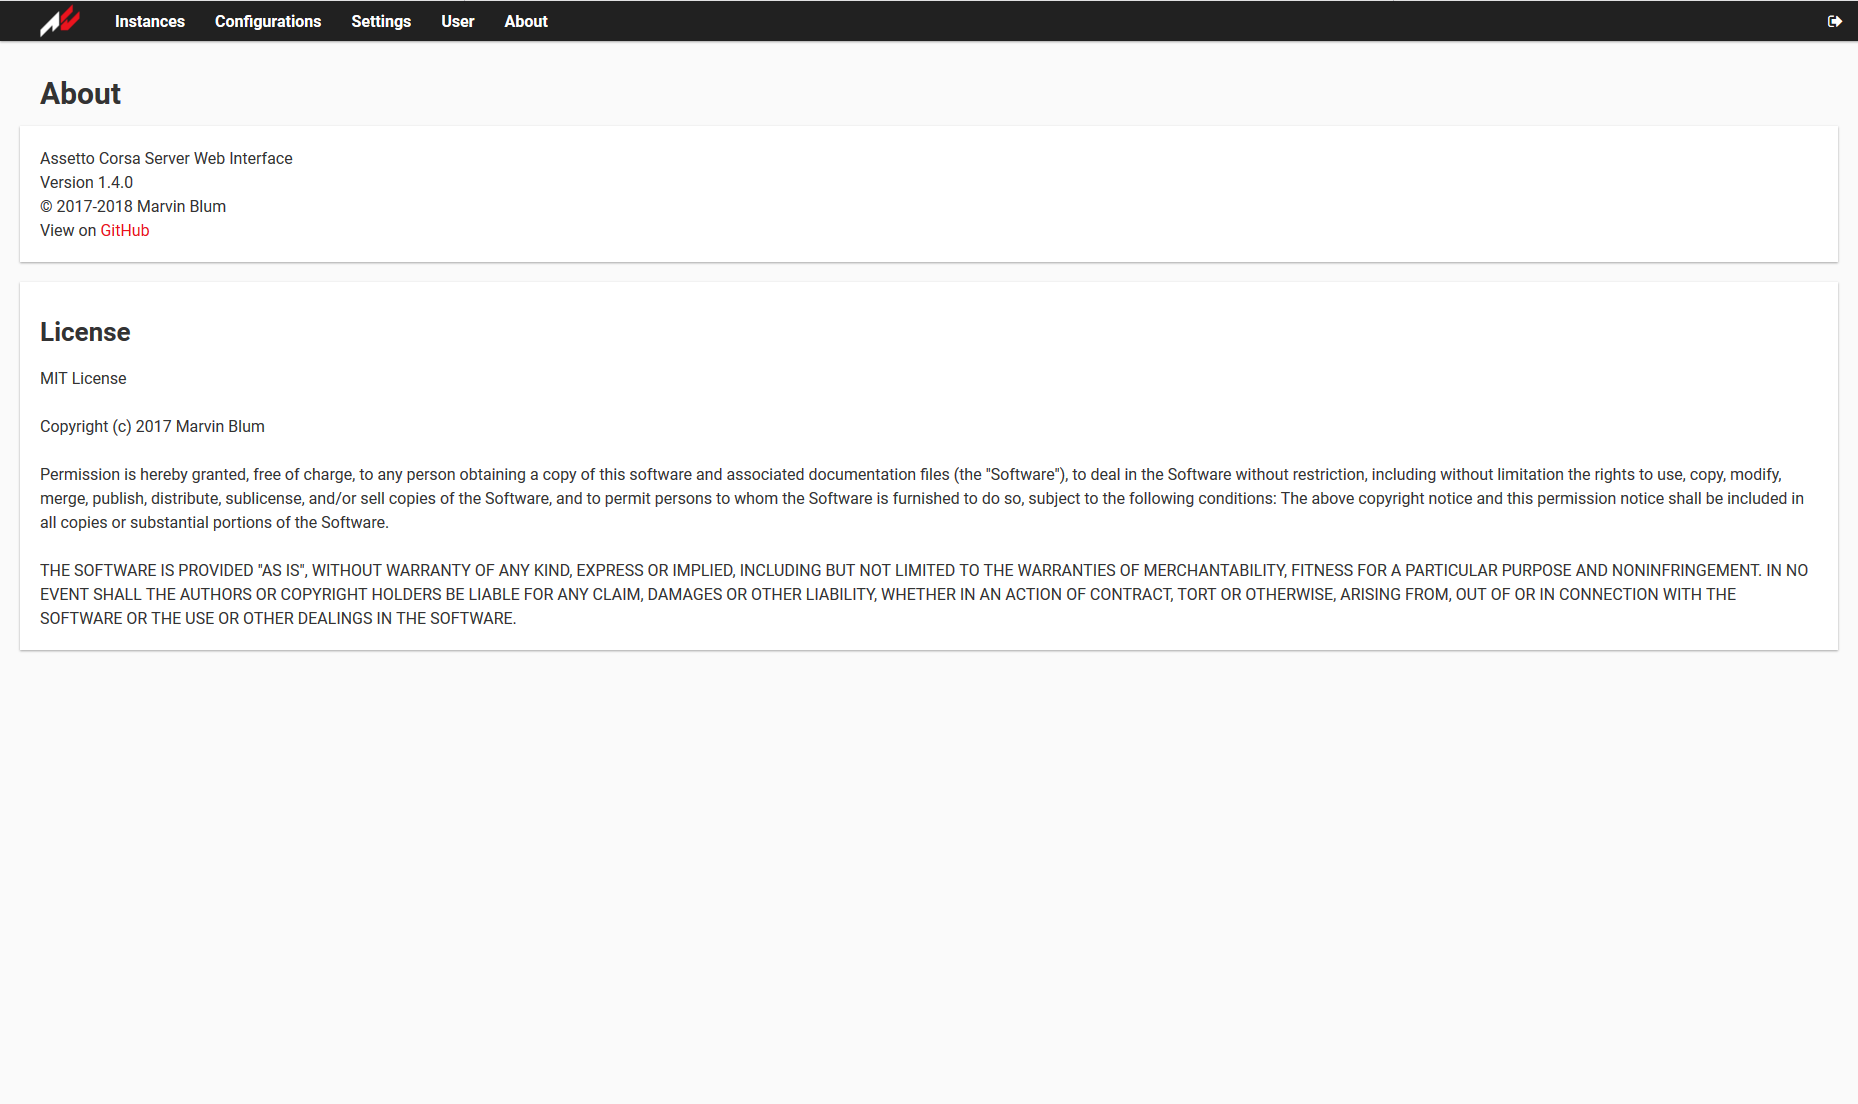 Instances Configurations Settings User About
About
Assetto Corsa Server Web Interface
Version 1.4.0
© 2017-2018 Marvin Blum
View on GitHub
License
MIT License
Copyright (c) 2017 Marvin Blum
Permission is hereby granted, free of charge, to any person obtaining a copy of this software and associated documentation files (the "Software"), to deal in the Software without restriction, including without limitation the rights to use, copy, modify,
merge, publish, distribute, sublicense, and/or sell copies of the Software, and to permit persons to whom the Software is furnished to do so, subject to the following conditions: The above copyright notice and this permission notice shall be included in
all copies or substantial portions of the Software.
THE SOFTWARE IS PROVIDED "AS IS", WITHOUT WARRANTY OF ANY KIND, EXPRESS OR IMPLIED, INCLUDING BUT NOT LIMITED TO THE WARRANTIES OF MERCHANTABILITY, FITNESS FOR A PARTICULAR PURPOSE AND NONINFRINGEMENT. IN NO
EVENT SHALL THE AUTHORS OR COPYRIGHT HOLDERS BE LIABLE FOR ANY CLAIM, DAMAGES OR OTHER LIABILITY, WHETHER IN AN ACTION OF CONTRACT, TORT OR OTHERWISE, ARISING FROM, OUT OF OR IN CONNECTION WITH THE
SOFTWARE OR THE USE OR OTHER DEALINGS IN THE SOFTWARE.